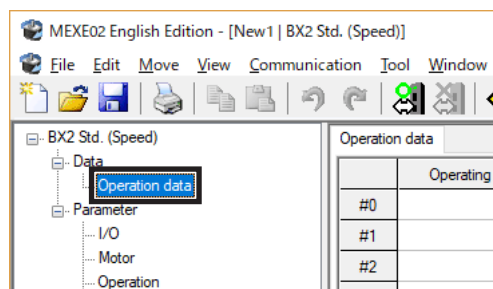 MEXE02 English Edition - [New1 | BX2 Std. (Speed)]
File Edit Move View Communication Tool Window
BX2 Std. (Speed)
Data
Operation data
Parameter
I/O
Motor
Operation
Operation data
Operating
#0
#1
#2